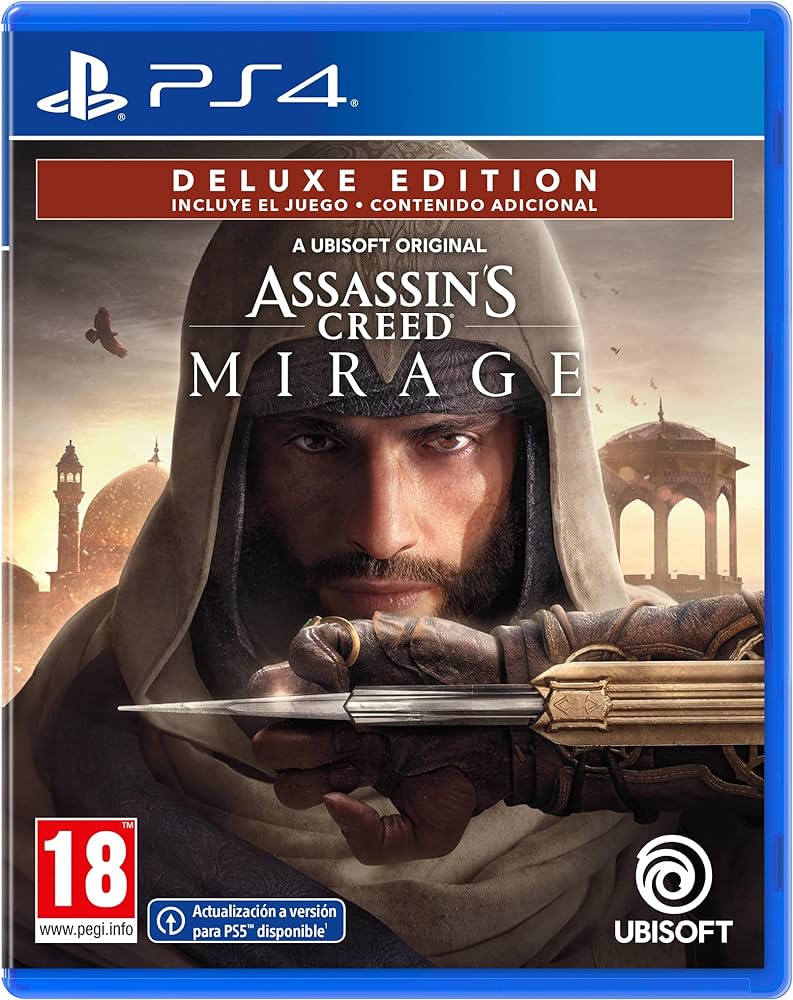 PS4
DELUXE EDITION
INCLUYE EL JUEGO • CONTENIDO ADICIONAL
A UBISOFT ORIGINAL
ASSASSIN'S
CREED®
MIRAGE
18™
www.pegi.info
Actualización a versión
para PS5™ disponible¹
UBISOFT